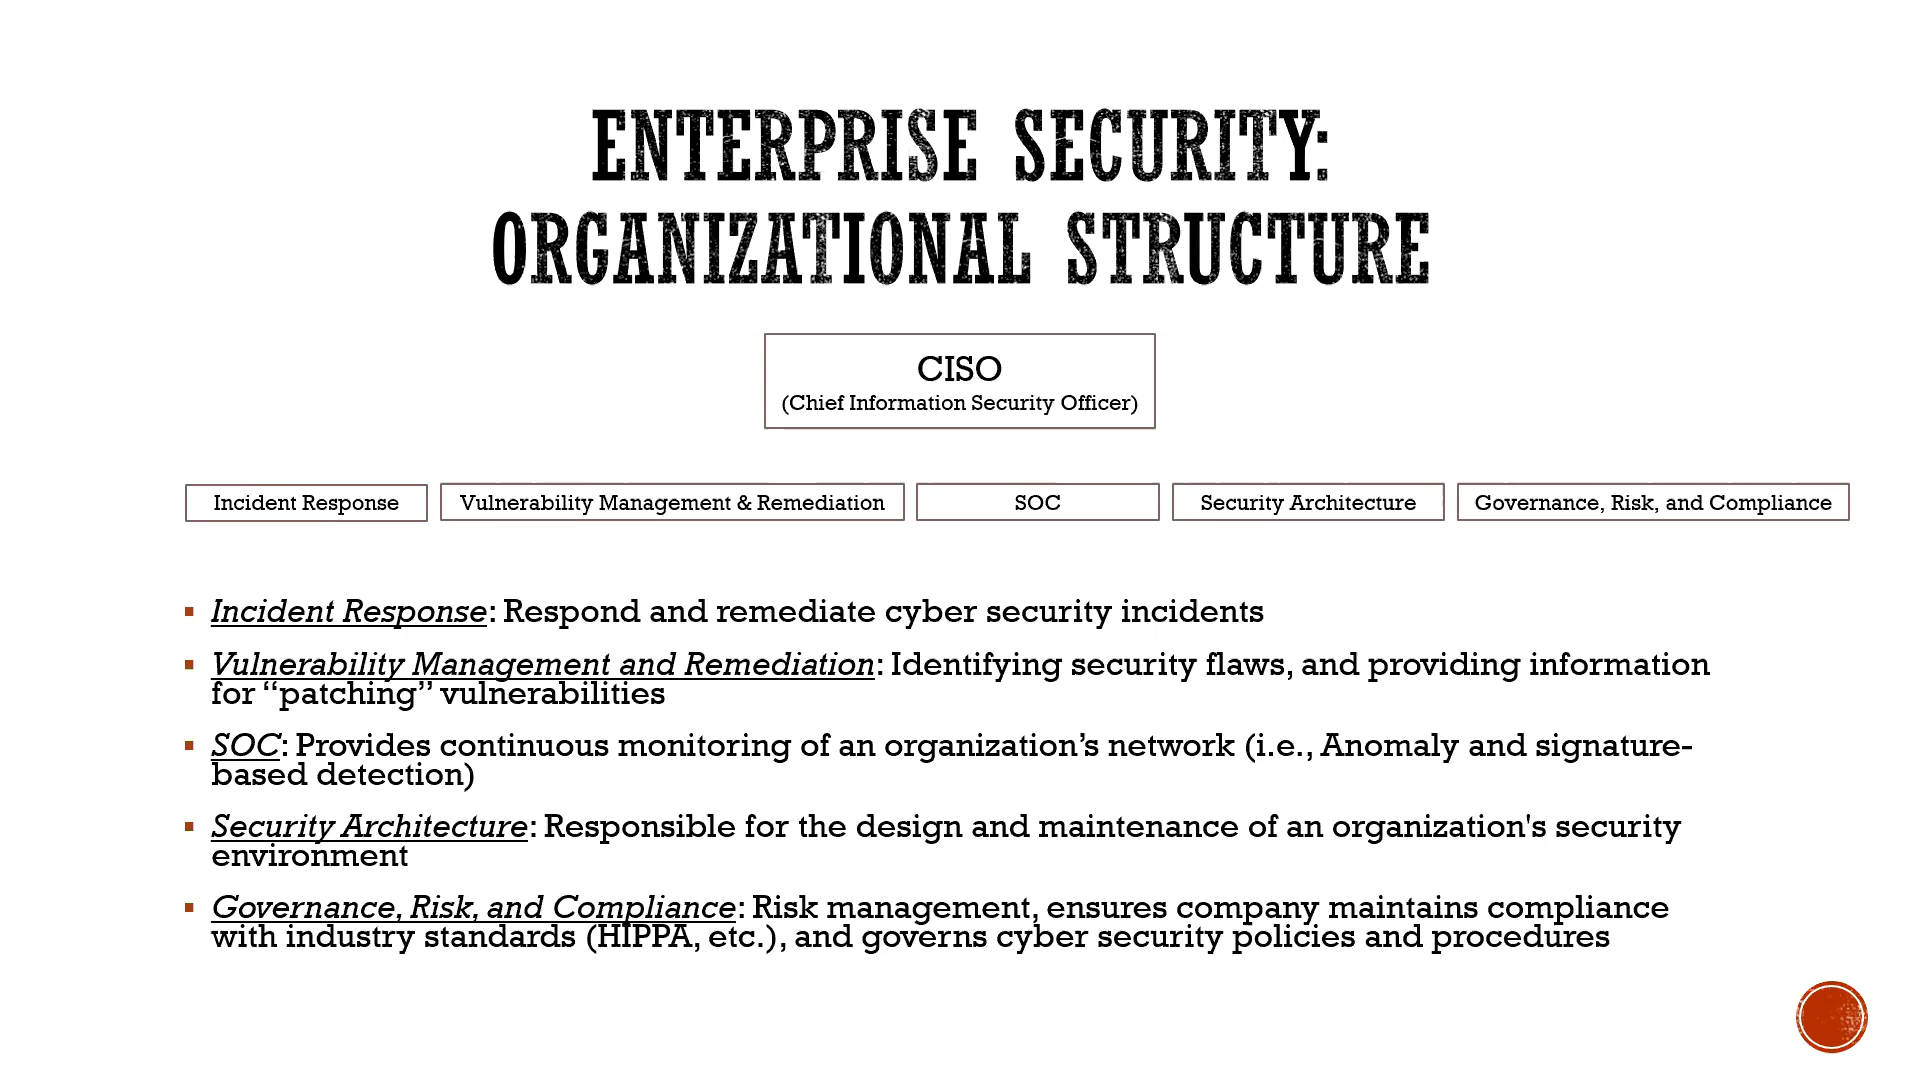 ENTERPRISE SECURITY:
ORGANIZATIONAL STRUCTURE
CISO
(Chief Information Security Officer)
Incident Response
Vulnerability Management & Remediation
SOC
Security Architecture
Governance, Risk, and Compliance
▪ Incident Response: Respond and remediate cyber security incidents
▪ Vulnerability Management and Remediation: Identifying security flaws, and providing information
for “patching” vulnerabilities
▪ SOC: Provides continuous monitoring of an organization’s network (i.e., Anomaly and signature-
based detection)
▪ Security Architecture: Responsible for the design and maintenance of an organization's security
environment
▪ Governance, Risk, and Compliance: Risk management, ensures company maintains compliance
with industry standards (HIPPA, etc.), and governs cyber security policies and procedures